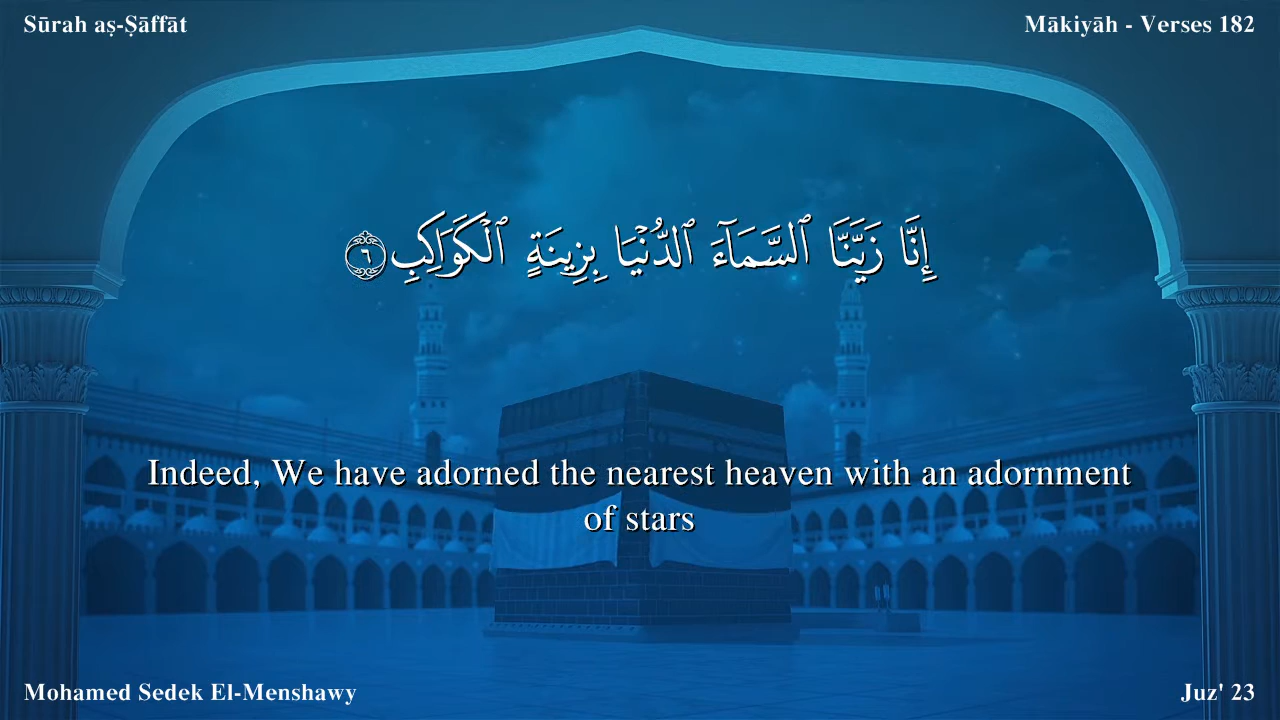 Sūrah aṣ-Ṣāffāt
Mākiyāh - Verses 182
إِنَّا زَيَّنَّا ٱلسَّمَآءَ ٱلدُّنْيَا بِزِينَةٍ ٱلْكَوَاكِبِ ٦
Indeed, We have adorned the nearest heaven with an adornment
of stars
Mohamed Sedek El-Menshawy
Juz' 23